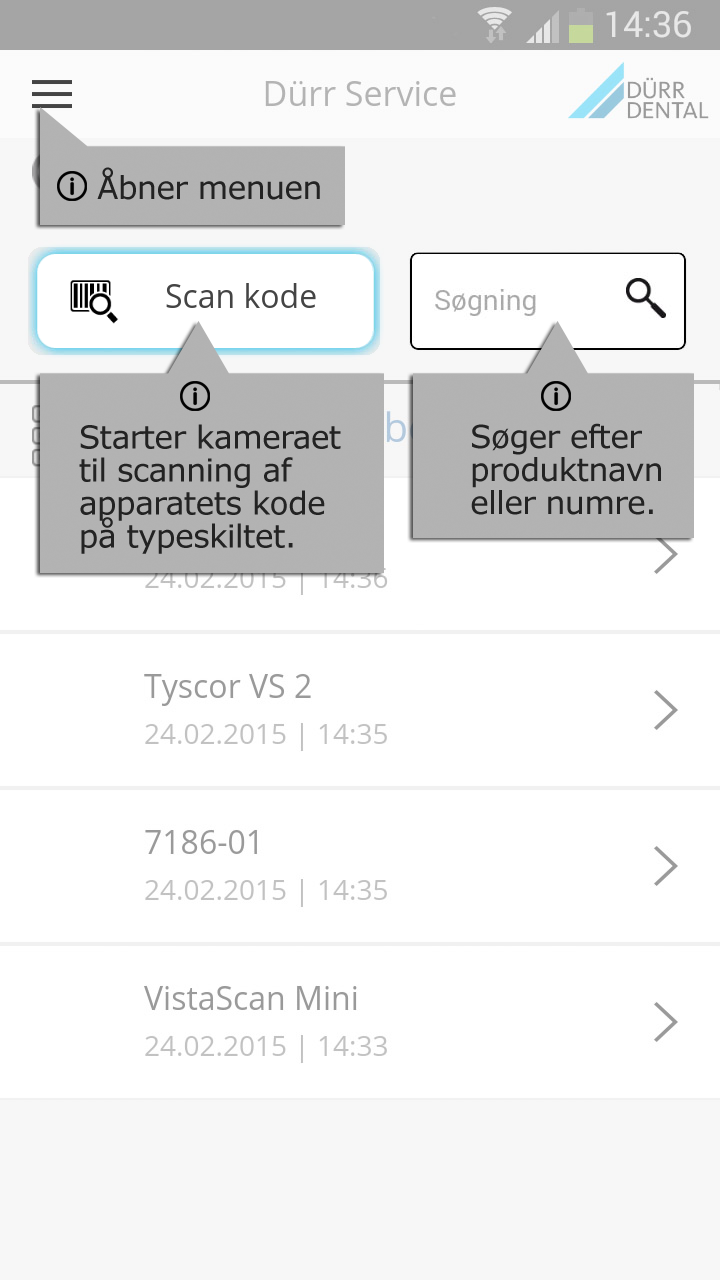 14:36
Dürr Service
DÜRR
DENTAL
Åbner menuen
Scan kode
Søgning
Starter kameraet
til scanning af
apparatets kode
på typeskiltet.
Søger efter
produktnavn
eller numre.
24.02.2015 | 14:36
Tyscor VS 2
24.02.2015 | 14:35
7186-01
24.02.2015 | 14:35
VistaScan Mini
24.02.2015 | 14:33